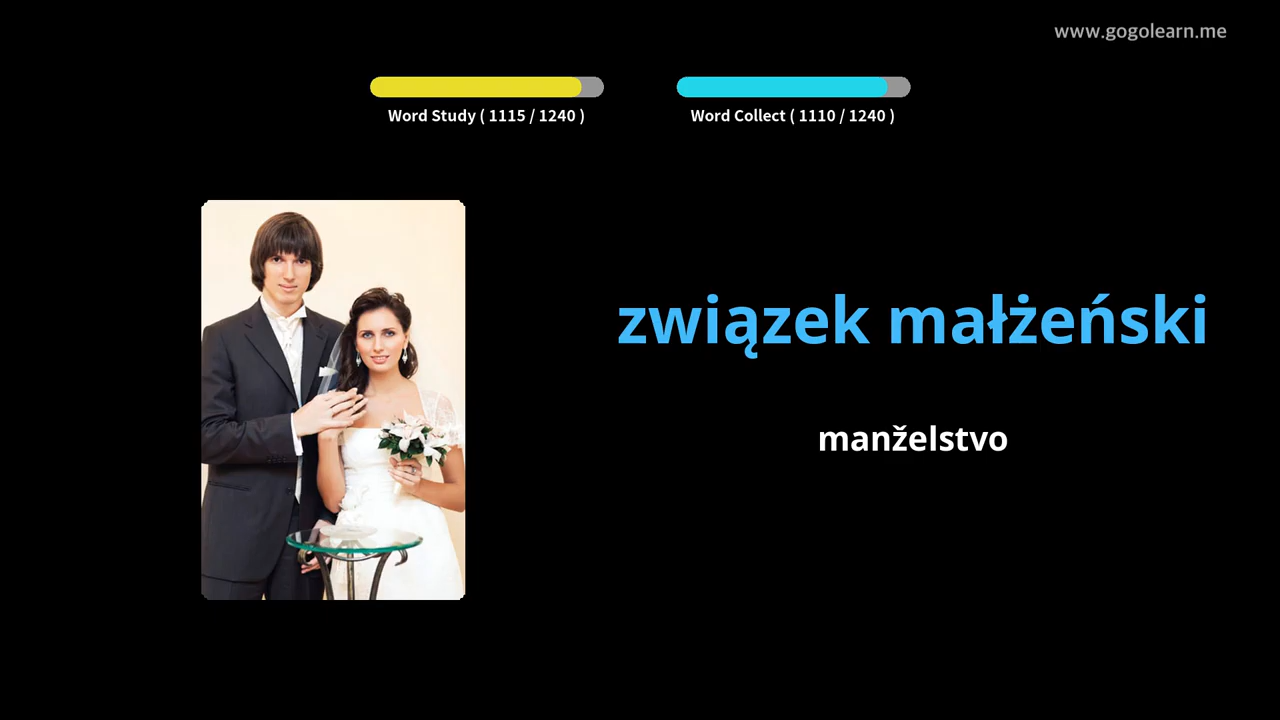 www.gogolearn.me
Word Study ( 1115 / 1240 )
Word Collect ( 1110 / 1240 )
związek małżeński
manželstvo